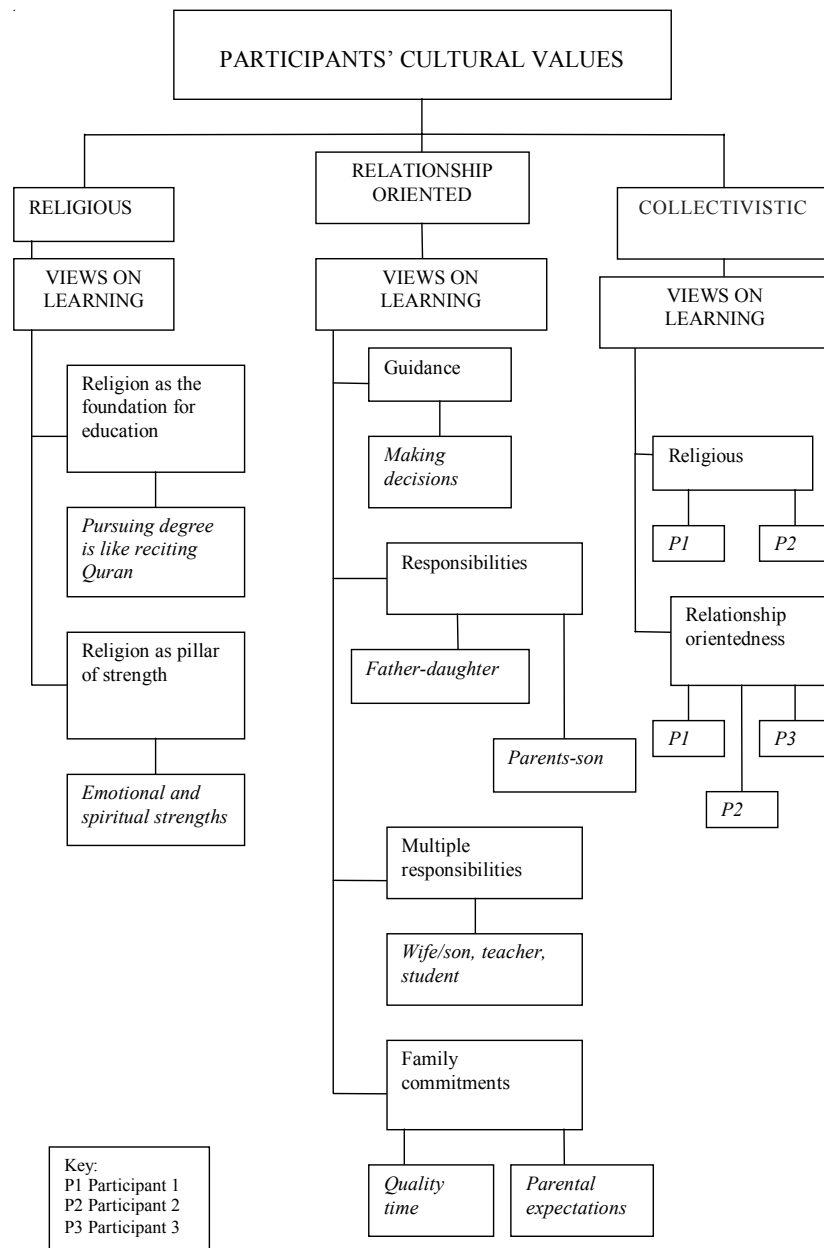 PARTICIPANTS’ CULTURAL VALUES
RELIGIOUS
VIEWS ON
LEARNING
Religion as the
foundation for
education
Pursuing degree
is like reciting
Quran
Religion as pillar
of strength
Emotional and
spiritual strengths
RELATIONSHIP
ORIENTED
VIEWS ON
LEARNING
Guidance
Making
decisions
Responsibilities
Father-daughter
Parents-son
Multiple
responsibilities
Wife/son, teacher,
student
Family
commitments
Quality
time
Parental
expectations
COLLECTIVISTIC
VIEWS ON
LEARNING
Religious
P1
P2
Relationship
orientedness
P1
P3
P2
Key:
P1 Participant 1
P2 Participant 2
P3 Participant 3